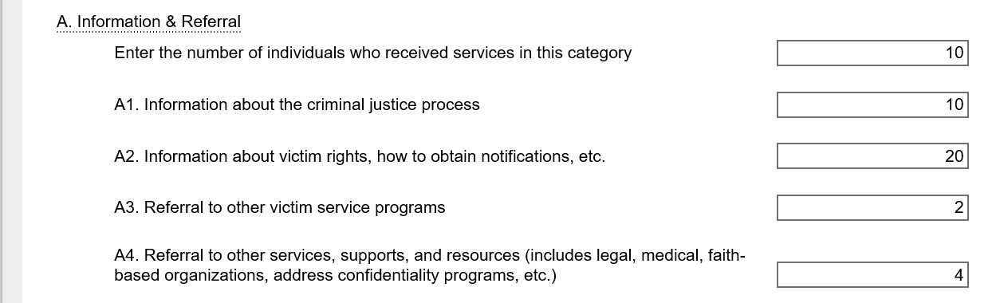 A. Information & Referral
Enter the number of individuals who received services in this category 10
A1. Information about the criminal justice process 10
A2. Information about victim rights, how to obtain notifications, etc. 20
A3. Referral to other victim service programs 2
A4. Referral to other services, supports, and resources (includes legal, medical, faith-
based organizations, address confidentiality programs, etc.) 4